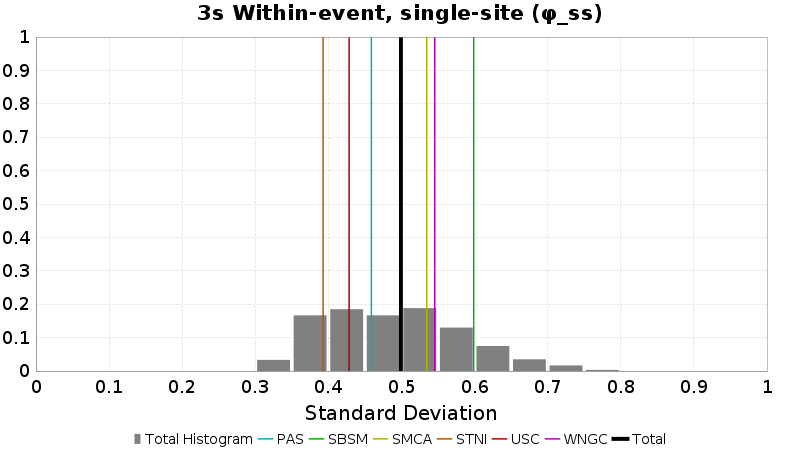 3s Within-event, single-site (φ_ss)
1
0.9
0.8
0.7
0.6
0.5
0.4
0.3
0.2
0.1
0
0 0.1 0.2 0.3 0.4 0.5 0.6 0.7 0.8 0.9 1
Standard Deviation
Total Histogram PAS SBSM SMCA STNI USC WNGC Total